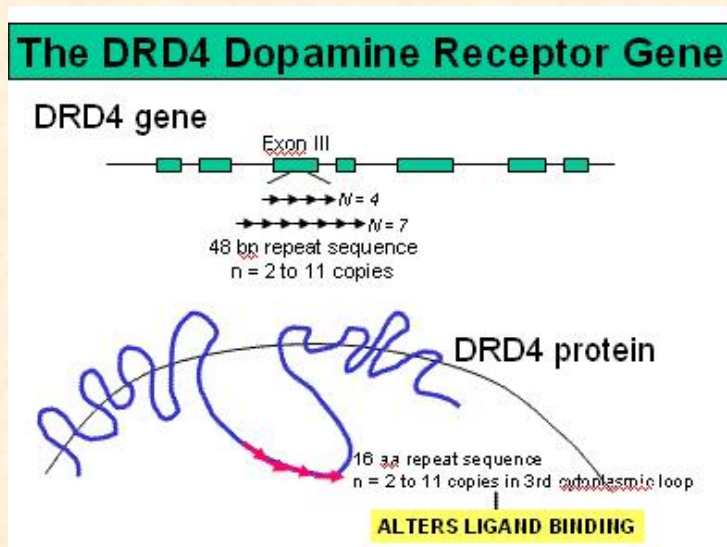 The DRD4 Dopamine Receptor Gene
DRD4 gene
Exon III
N = 4
N = 7
48 bp repeat sequence
n = 2 to 11 copies
DRD4 protein
16 aa repeat sequence
n = 2 to 11 copies in 3rd cytoplasmic loop
ALTERS LIGAND BINDING